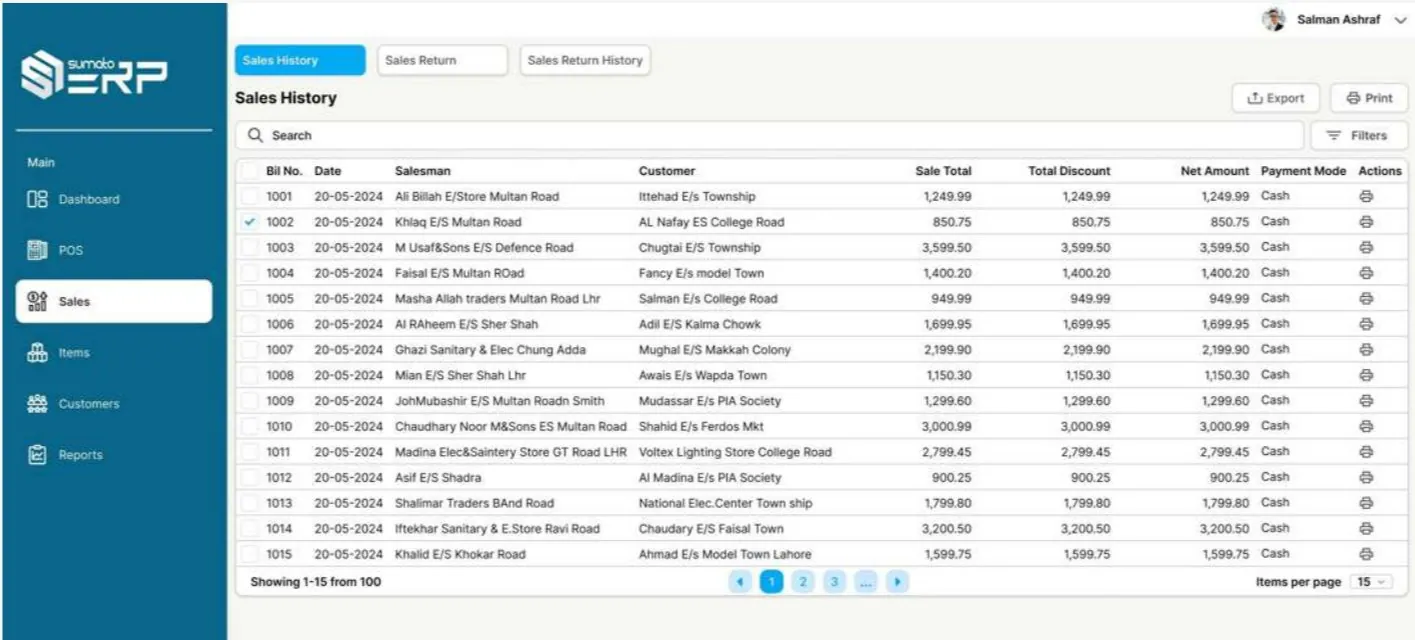 sumato
ERP
Main
Dashboard
POS
Sales
Items
Customers
Reports
Salman Ashraf
Sales History Sales Return Sales Return History
Sales History Export Print
Search Filters
Bil No. Date Salesman Customer Sale Total Total Discount Net Amount Payment Mode Actions
1001 20-05-2024 Ali Billah E/Store Multan Road Ittehad E/s Township 1,249.99 1,249.99 1,249.99 Cash
1002 20-05-2024 Khlaq E/S Multan Road AL Nafay ES College Road 850.75 850.75 850.75 Cash
1003 20-05-2024 M Usaf&Sons E/S Defence Road Chugtai E/S Township 3,599.50 3,599.50 3,599.50 Cash
1004 20-05-2024 Faisal E/S Multan ROad Fancy E/s model Town 1,400.20 1,400.20 1,400.20 Cash
1005 20-05-2024 Masha Allah traders Multan Road Lhr Salman E/s College Road 949.99 949.99 949.99 Cash
1006 20-05-2024 Al RAheem E/S Sher Shah Adil E/S Kalma Chowk 1,699.95 1,699.95 1,699.95 Cash
1007 20-05-2024 Ghazi Sanitary & Elec Chung Adda Mughal E/S Makkah Colony 2,199.90 2,199.90 2,199.90 Cash
1008 20-05-2024 Mian E/S Sher Shah Lhr Awais E/s Wapda Town 1,150.30 1,150.30 1,150.30 Cash
1009 20-05-2024 JohMubashir E/S Multan Roadn Smith Mudassar E/s PIA Society 1,299.60 1,299.60 1,299.60 Cash
1010 20-05-2024 Chaudhary Noor M&Sons ES Multan Road Shahid E/s Ferdos Mkt 3,000.99 3,000.99 3,000.99 Cash
1011 20-05-2024 Madina Elec&Saintery Store GT Road LHR Voltex Lighting Store College Road 2,799.45 2,799.45 2,799.45 Cash
1012 20-05-2024 Asif E/S Shadra Al Madina E/s PIA Society 900.25 900.25 900.25 Cash
1013 20-05-2024 Shalimar Traders BAnd Road National Elec.Center Town ship 1,799.80 1,799.80 1,799.80 Cash
1014 20-05-2024 Iftekhar Sanitary & E.Store Ravi Road Chaudary E/S Faisal Town 3,200.50 3,200.50 3,200.50 Cash
1015 20-05-2024 Khalid E/S Khokar Road Ahmad E/s Model Town Lahore 1,599.75 1,599.75 1,599.75 Cash
Showing 1-15 from 100 1 2 3 ... Items per page 15